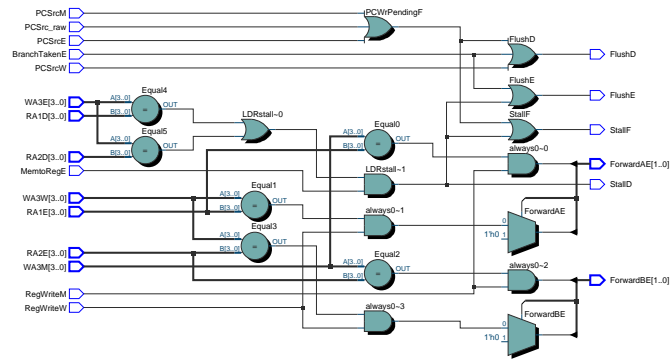 PCSrcM
PCSrc_raw
PCSrcE
BranchTakenE
PCSrcW
PCWrPendingF
FlushD
FlushD
FlushE
FlushE
StallF
StallF
WA3E[3..0]
RA1D[3..0]
A[3..0]
B[3..0]
Equal4
OUT
LDRstall~0
Equal5
A[3..0]
B[3..0]
OUT
RA2D[3..0]
MemtoRegE
Equal0
A[3..0]
B[3..0]
OUT
LDRstall~1
always0~0
ForwardAE[1..0]
StallD
WA3W[3..0]
RA1E[3..0]
Equal1
A[3..0]
B[3..0]
OUT
always0~1
ForwardAE
0
1'h0 1
Equal3
A[3..0]
B[3..0]
OUT
RA2E[3..0]
WA3M[3..0]
Equal2
A[3..0]
B[3..0]
OUT
always0~2
ForwardBE[1..0]
RegWriteM
RegWriteW
always0~3
ForwardBE
0
1'h0 1